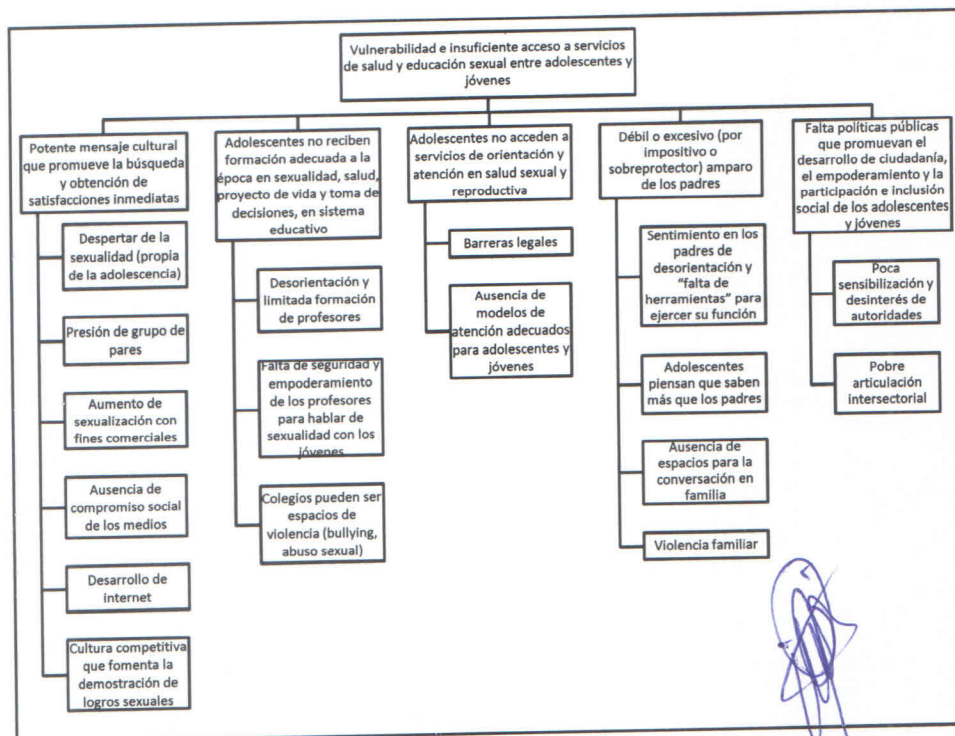 Vulnerabilidad e insuficiente acceso a servicios
de salud y educación sexual entre adolescentes y
jóvenes
Potente mensaje cultural
que promueve la búsqueda
y obtención de
satisfacciones inmediatas
Despertar de la
sexualidad (propia
de la adolescencia)
Presión de grupo de
pares
Aumento de
sexualización con
fines comerciales
Ausencia de
compromiso social
de los medios
Desarrollo de
internet
Cultura competitiva
que fomenta la
demostración de
logros sexuales
Adolescentes no reciben
formación adecuada a la
época en sexualidad, salud,
proyecto de vida y toma de
decisiones, en sistema
educativo
Desorientación y
limitada formación
de profesores
Falta de seguridad y
empoderamiento
de los profesores
para hablar de
sexualidad con los
jóvenes
Colegios pueden ser
espacios de
violencia (bullying,
abuso sexual)
Adolescentes no acceden a
servicios de orientación y
atención en salud sexual y
reproductiva
Barreras legales
Ausencia de
modelos de
atención adecuados
para adolescentes y
jóvenes
Débil o excesivo (por
impositivo o
sobreprotector) amparo
de los padres
Sentimiento en los
padres de
desorientación y
"falta de
herramientas" para
ejercer su función
Adolescentes
piensan que saben
más que los padres
Ausencia de
espacios para la
conversación en
familia
Violencia familiar
Falta políticas públicas
que promuevan el
desarrollo de ciudadanía,
el empoderamiento y la
participación e inclusión
social de los adolescentes
y jóvenes
Poca
sensibilización y
desinterés de
autoridades
Pobre
articulación
intersectorial